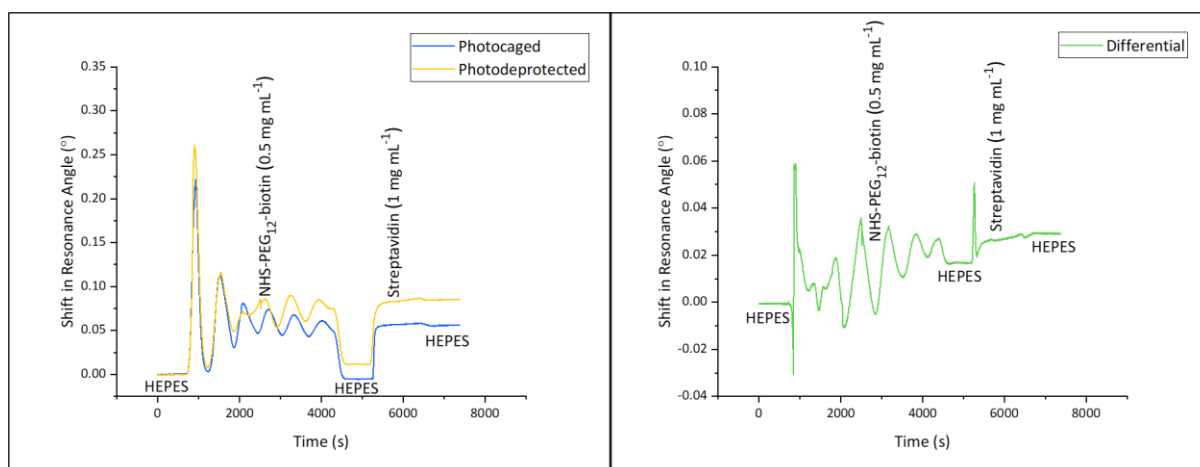 Photocaged
Photodeprotected
0.35
0.30
0.25
0.20
0.15
0.10
0.05
0.00
Shift in Resonance Angle (°)
NHS-PEG₁₂-biotin (0.5 mg mL⁻¹)
Streptavidin (1 mg mL⁻¹)
HEPES
HEPES
HEPES
0 2000 4000 6000 8000
Time (s)
Differential
0.10
0.08
0.06
0.04
0.02
0.00
-0.02
-0.04
Shift in Resonance Angle (°)
NHS-PEG₁₂-biotin (0.5 mg mL⁻¹)
Streptavidin (1 mg mL⁻¹)
HEPES
HEPES
HEPES
0 2000 4000 6000 8000
Time (s)